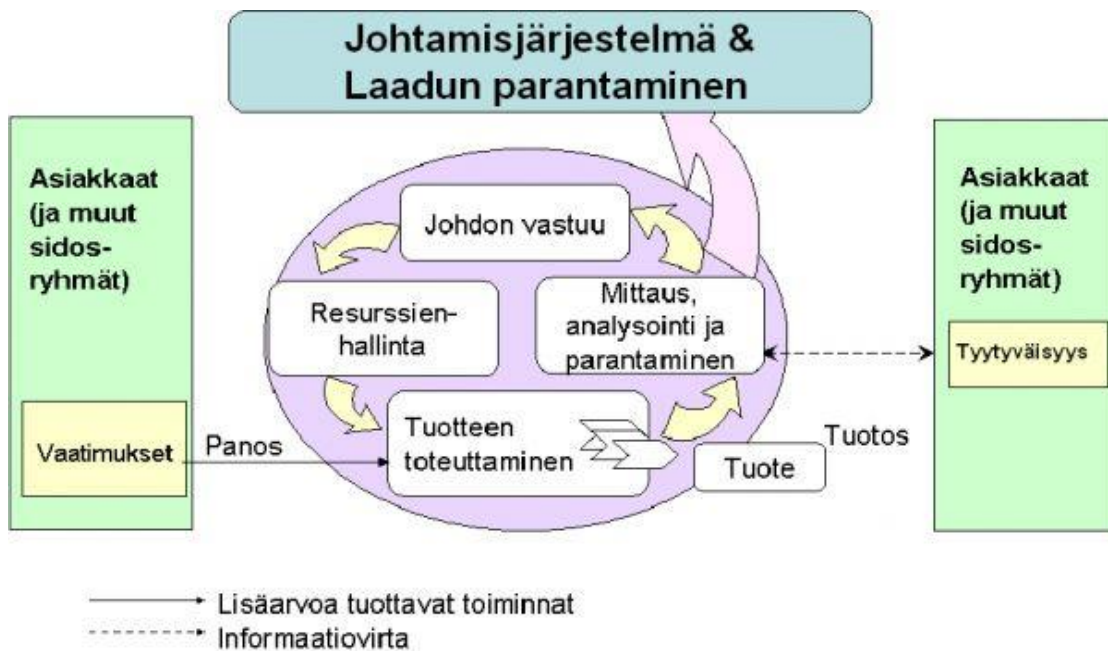 Johtamisjärjestelmä &
Laadun parantaminen
Asiakkaat
(ja muut
sidos-
ryhmät)
Vaatimukset
Panos
Johdon vastuu
Resurssien-
hallinta
Mittaus,
analysointi ja
parantaminen
Tuotteen
toteuttaminen
Tuote
Tuotos
Asiakkaat
(ja muut
sidos-
ryhmät)
Tyytyväisyys
Lisäarvoa tuottavat toiminnat
Informaatiovirta